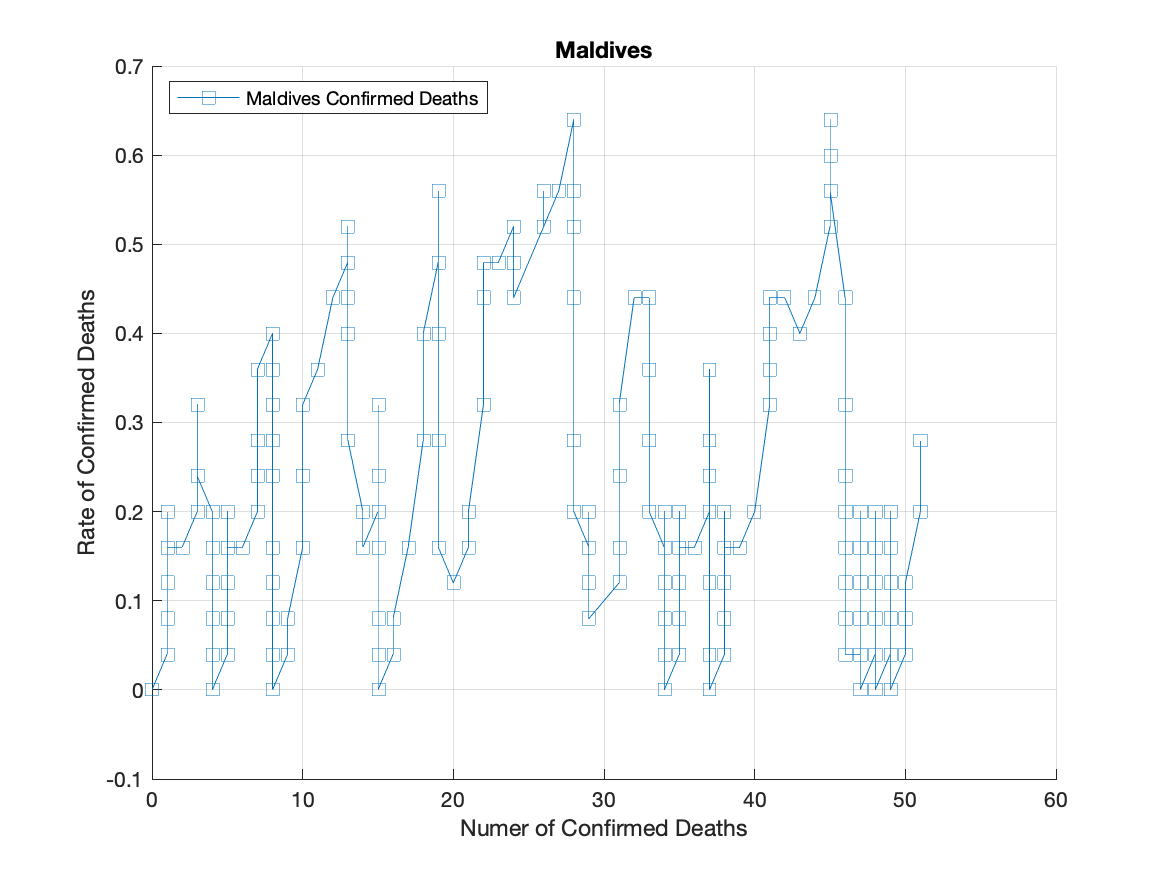 Maldives
Maldives Confirmed Deaths
Rate of Confirmed Deaths
0.7
0.6
0.5
0.4
0.3
0.2
0.1
0
-0.1
0 10 20 30 40 50 60
Numer of Confirmed Deaths